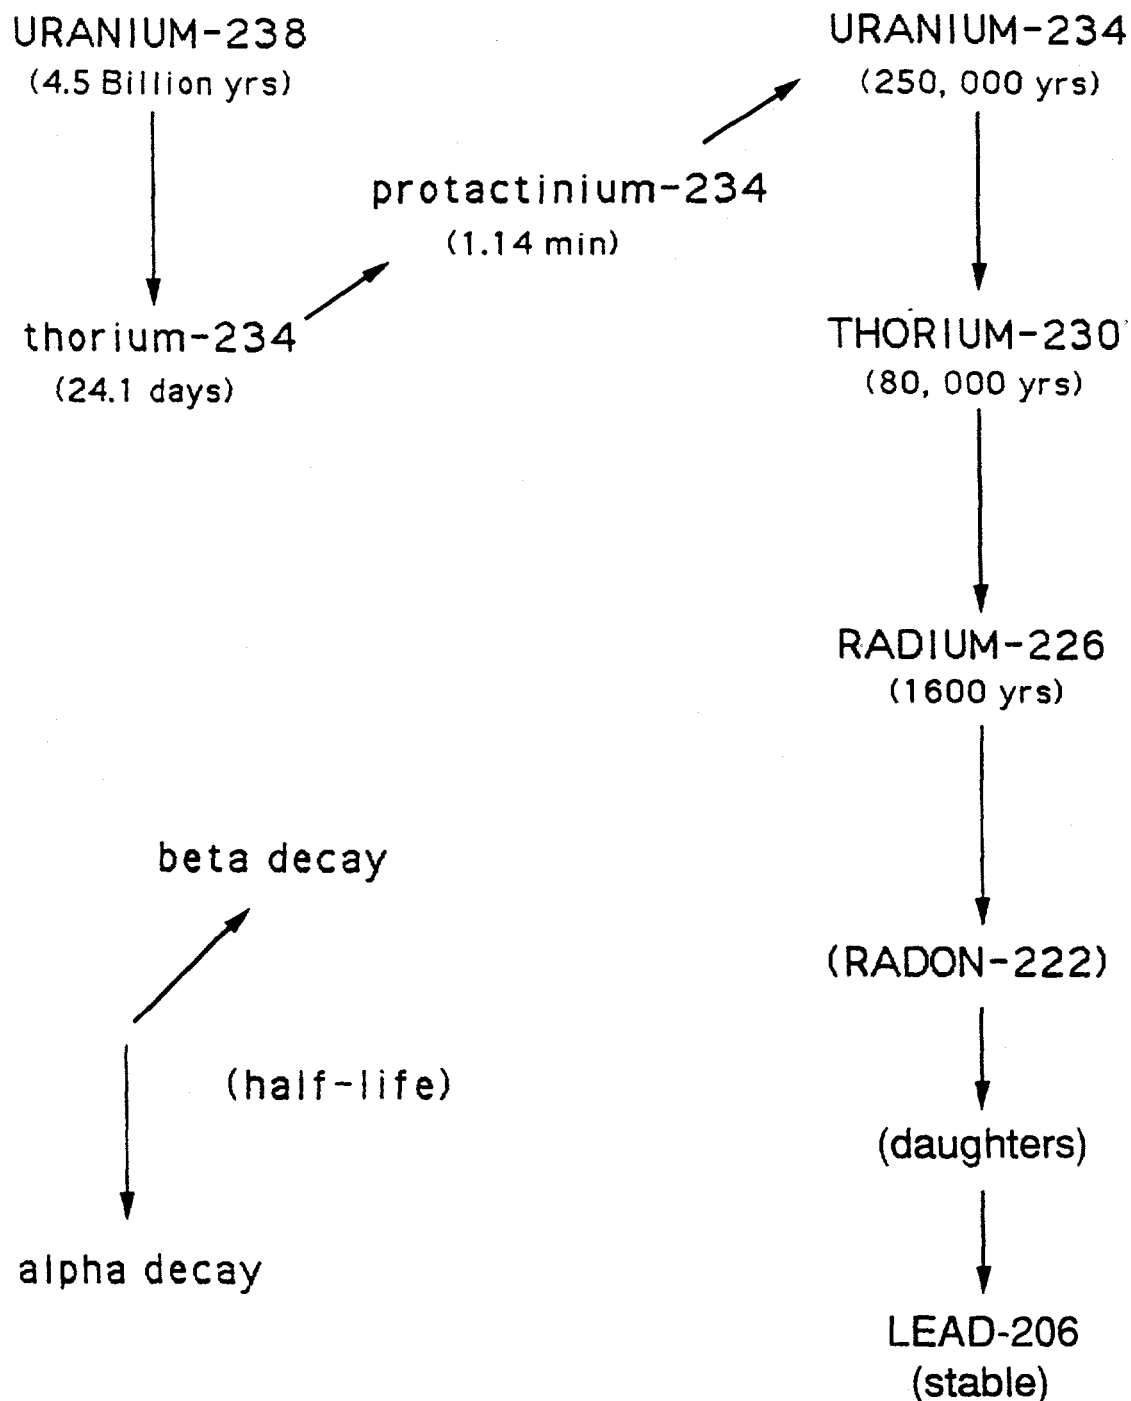 URANIUM-238
(4.5 Billion yrs)
URANIUM-234
(250, 000 yrs)
protactinium-234
(1.14 min)
thorium-234
(24.1 days)
THORIUM-230
(80, 000 yrs)
RADIUM-226
(1600 yrs)
beta decay
(RADON-222)
(half-life)
(daughters)
alpha decay
LEAD-206
(stable)